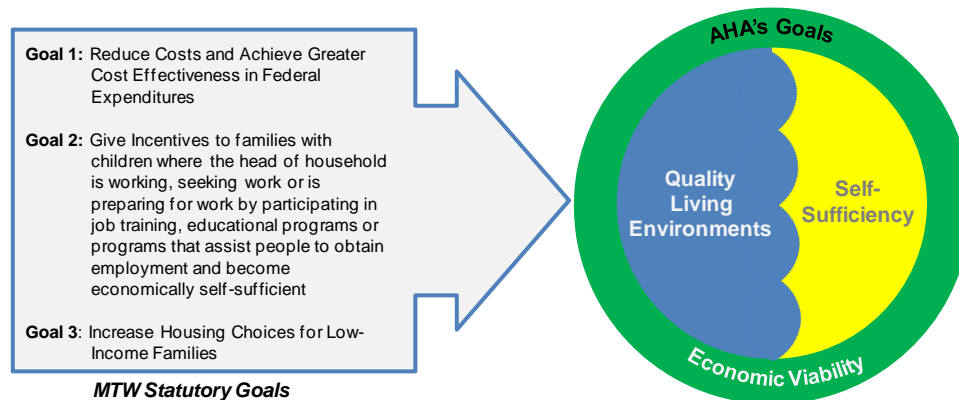 Goal 1: Reduce Costs and Achieve Greater
Cost Effectiveness in Federal
Expenditures
Goal 2: Give Incentives to families with
children where the head of household
is working, seeking work or is
preparing for work by participating in
job training, educational programs or
programs that assist people to obtain
employment and become
economically self-sufficient
Goal 3: Increase Housing Choices for Low-
Income Families
MTW Statutory Goals
AHA's Goals
Quality
Living
Environments
Self-
Sufficiency
Economic Viability